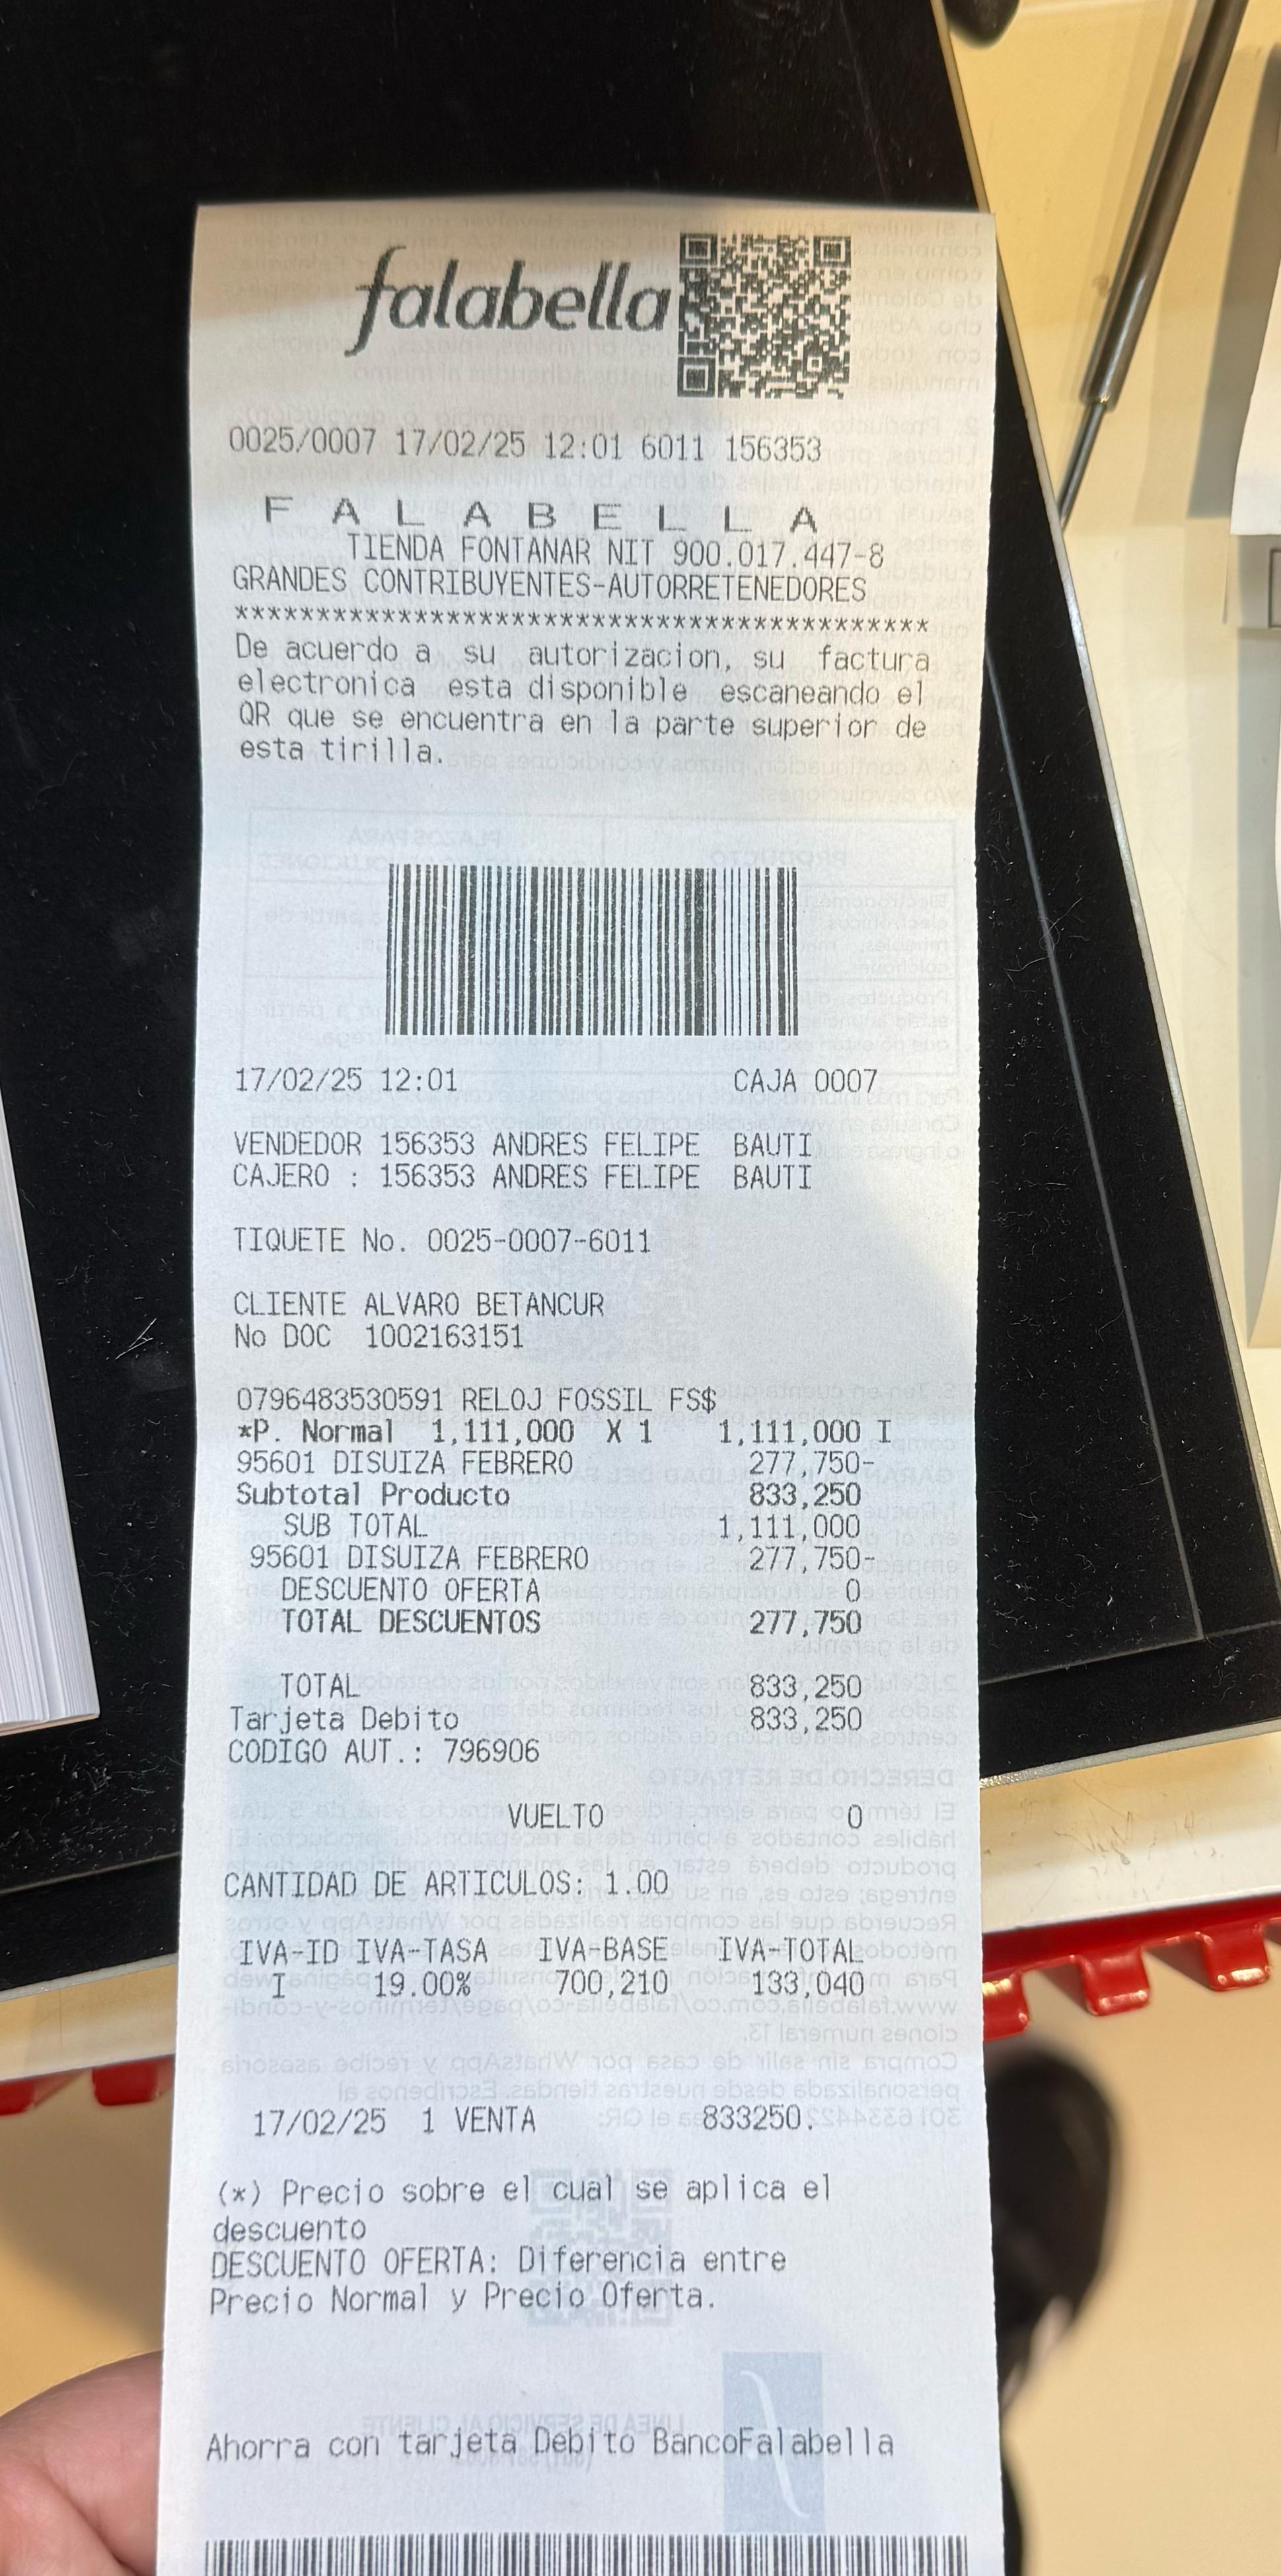 falabella
0025/0007 17/02/25 12:01 6011 156353
F A L A B E L L A
TIENDA FONTANAR NIT 900.017.447-8
GRANDES CONTRIBUYENTES-AUTORRETENEDORES
******************************************
De acuerdo a su autorizacion, su factura
electronica esta disponible escaneando el
QR que se encuentra en la parte superior de
esta tirilla.
17/02/25 12:01 CAJA 0007
VENDEDOR 156353 ANDRES FELIPE BAUTI
CAJERO : 156353 ANDRES FELIPE BAUTI
TIQUETE No. 0025-0007-6011
CLIENTE ALVARO BETANCUR
No DOC 1002163151
0796483530591 RELOJ FOSSIL FS$
*P. Normal 1,111,000 X 1 1,111,000 I
95601 DISUIZA FEBRERO 277,750-
Subtotal Producto 833,250
SUB TOTAL 1,111,000
95601 DISUIZA FEBRERO 277,750-
DESCUENTO OFERTA 0
TOTAL DESCUENTOS 277,750
TOTAL 833,250
Tarjeta Debito 833,250
CODIGO AUT.: 796906
VUELTO 0
CANTIDAD DE ARTICULOS: 1.00
IVA-ID IVA-TASA IVA-BASE IVA-TOTAL
I 19.00% 700,210 133,040
17/02/25 1 VENTA 833250.
(*) Precio sobre el cual se aplica el
descuento
DESCUENTO OFERTA: Diferencia entre
Precio Normal y Precio Oferta.
Ahorra con tarjeta Debito BancoFalabella